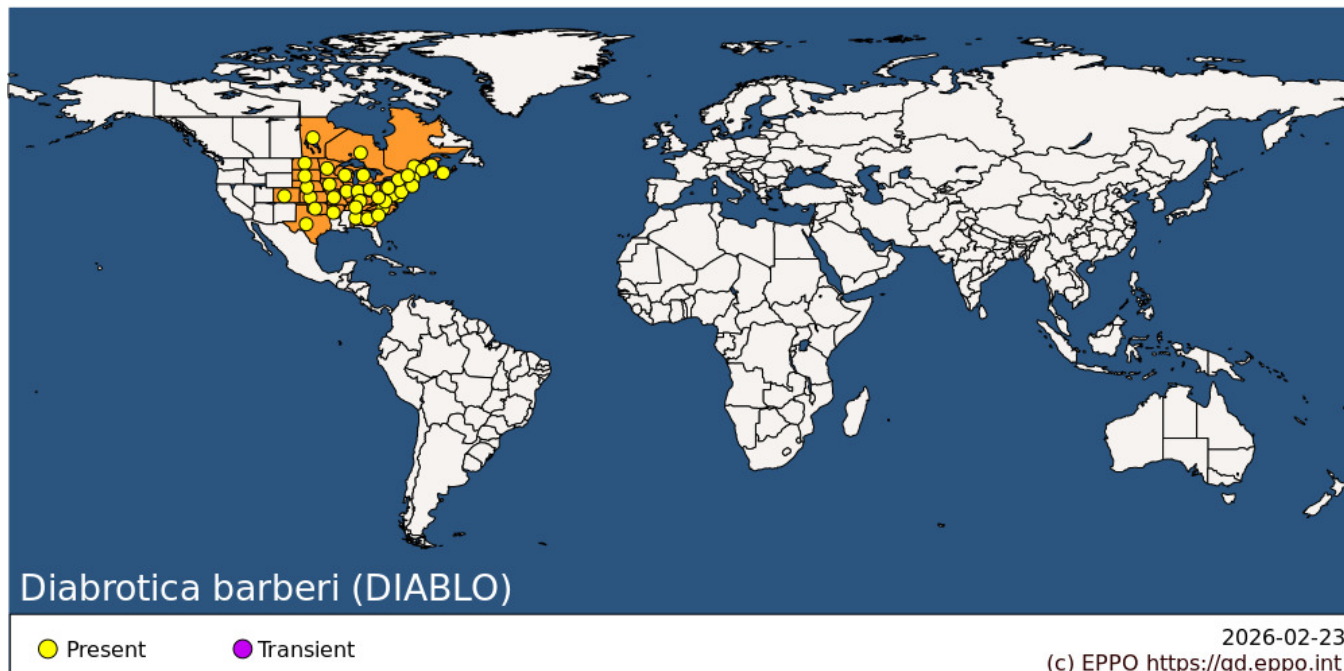 Diabrotica barberi (DIABLO)
Present
Transient
2026-02-23
(c) EPPO https://gd.eppo.int